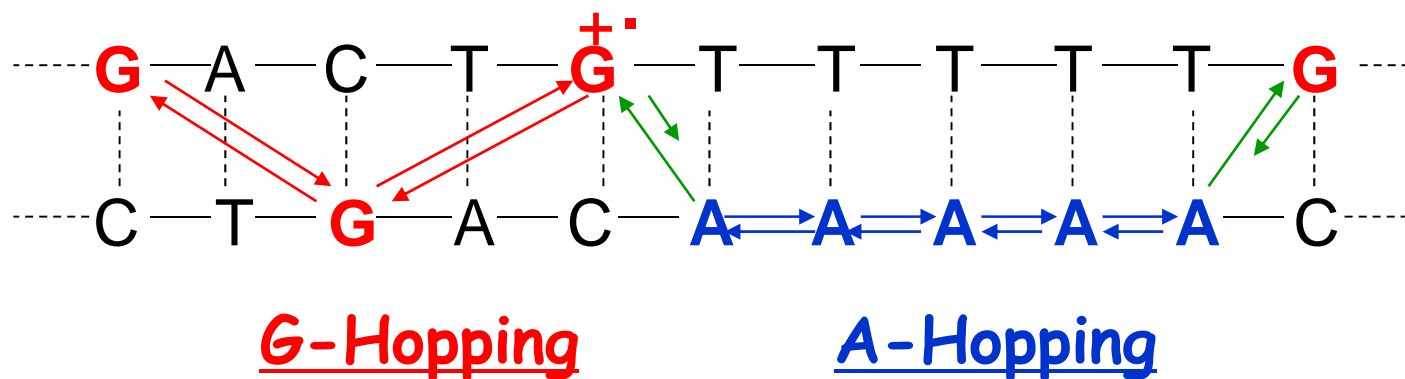 +·
G A C T G T T T T T G
C T G A C A A A A A C
G-Hopping A-Hopping